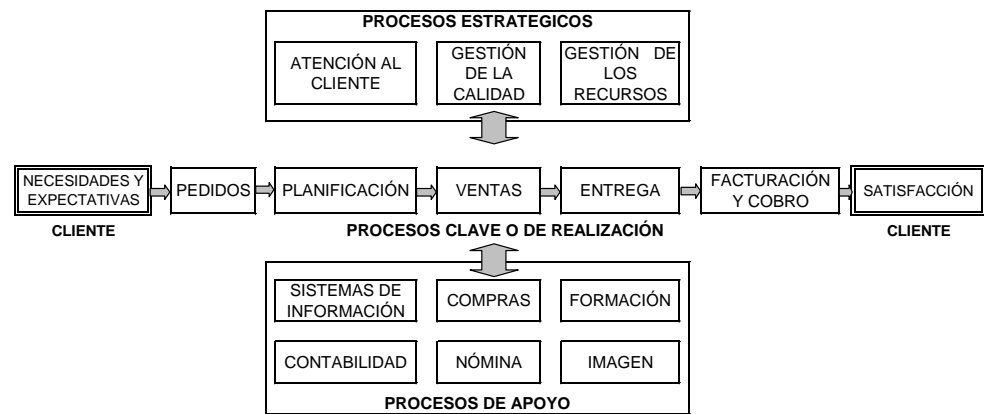 PROCESOS ESTRATEGICOS
ATENCIÓN AL
CLIENTE
GESTIÓN
DE LA
CALIDAD
GESTIÓN DE
LOS
RECURSOS
NECESIDADES Y
EXPECTATIVAS
PEDIDOS
PLANIFICACIÓN
VENTAS
ENTREGA
FACTURACIÓN
Y COBRO
SATISFACCIÓN
CLIENTE
PROCESOS CLAVE O DE REALIZACIÓN
CLIENTE
SISTEMAS DE
INFORMACIÓN
COMPRAS
FORMACIÓN
CONTABILIDAD
NÓMINA
IMAGEN
PROCESOS DE APOYO